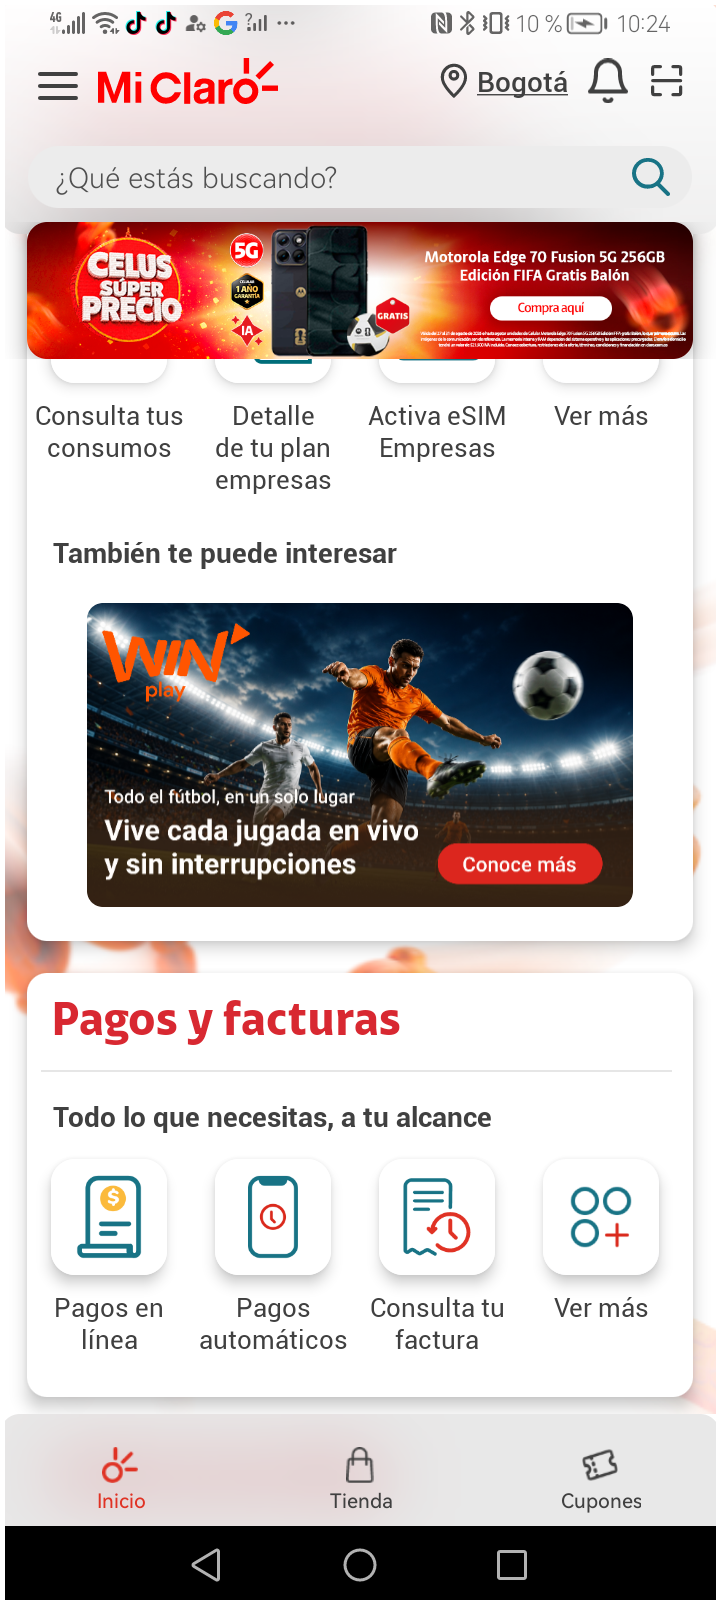 4G
?
10 %
10:24
Mi Claro
Bogotá
¿Qué estás buscando?
CELUS
SÚPER
PRECIO
5G
1 AÑO
GARANTÍA
IA
GRATIS
Motorola Edge 70 Fusion 5G 256GB
Edición FIFA Gratis Balón
Compra aquí
Consulta tus
consumos
Detalle
de tu plan
empresas
Activa eSIM
Empresas
Ver más
También te puede interesar
WIN
play
Todo el fútbol, en un solo lugar
Vive cada jugada en vivo
y sin interrupciones
Conoce más
Pagos y facturas
Todo lo que necesitas, a tu alcance
$
Pagos en
línea
Pagos
automáticos
Consulta tu
factura
Ver más
Inicio
Tienda
Cupones